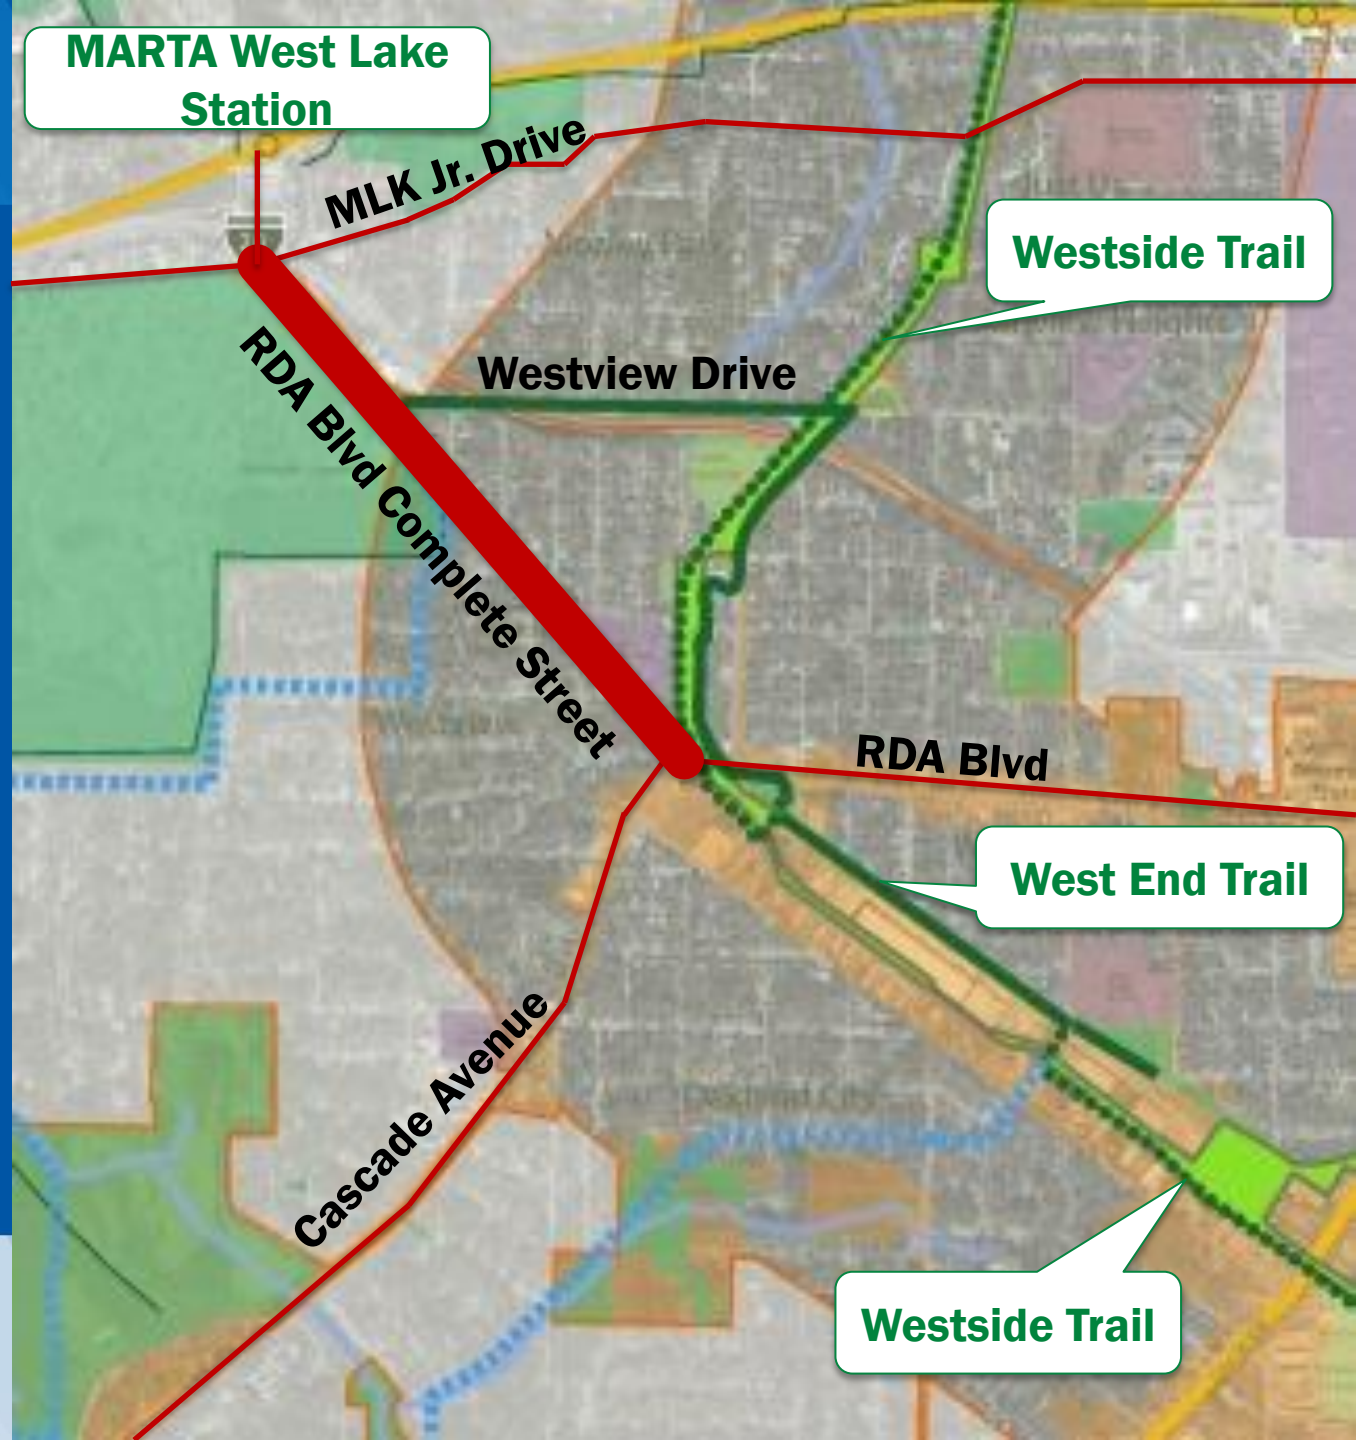 MARTA West Lake
Station
MLK Jr. Drive
Westside Trail
Westview Drive
RDA Blvd Complete Street
RDA Blvd
West End Trail
Cascade Avenue
Westside Trail